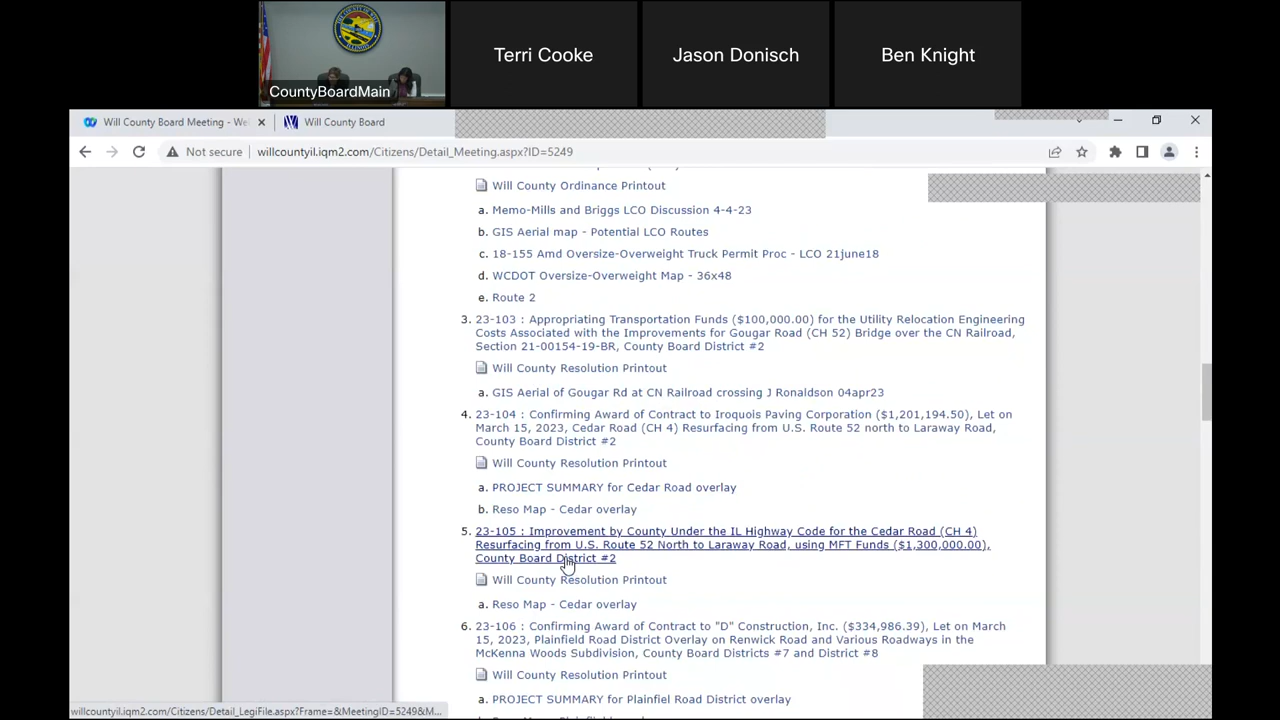 CountyBoardMain
Terri Cooke
Jason Donisch
Ben Knight
Will County Board Meeting - We
Will County Board
Not secure
willcountyil.iqm2.com/Citizens/Detail_Meeting.aspx?ID=5249
Will County Ordinance Printout
a. Memo-Mills and Briggs LCO Discussion 4-4-23
b. GIS Aerial map - Potential LCO Routes
c. 18-155 Amd Oversize-Overweight Truck Permit Proc - LCO 21june18
d. WCDOT Oversize-Overweight Map - 36x48
e. Route 2
3. 23-103 : Appropriating Transportation Funds ($100,000.00) for the Utility Relocation Engineering
Costs Associated with the Improvements for Gougar Road (CH 52) Bridge over the CN Railroad,
Section 21-00154-19-BR, County Board District #2
Will County Resolution Printout
a. GIS Aerial of Gougar Rd at CN Railroad crossing J Ronaldson 04apr23
4. 23-104 : Confirming Award of Contract to Iroquois Paving Corporation ($1,201,194.50), Let on
March 15, 2023, Cedar Road (CH 4) Resurfacing from U.S. Route 52 north to Laraway Road,
County Board District #2
Will County Resolution Printout
a. PROJECT SUMMARY for Cedar Road overlay
b. Reso Map - Cedar overlay
5. 23-105 : Improvement by County Under the IL Highway Code for the Cedar Road (CH 4)
Resurfacing from U.S. Route 52 North to Laraway Road, using MFT Funds ($1,300,000.00),
County Board District #2
Will County Resolution Printout
a. Reso Map - Cedar overlay
6. 23-106 : Confirming Award of Contract to "D" Construction, Inc. ($334,986.39), Let on March
15, 2023, Plainfield Road District Overlay on Renwick Road and Various Roadways in the
McKenna Woods Subdivision, County Board Districts #7 and District #8
Will County Resolution Printout
a. PROJECT SUMMARY for Plainfiel Road District overlay
willcountyil.iqm2.com/Citizens/Detail_LegiFile.aspx?Frame=&MeetingID=5249&M...